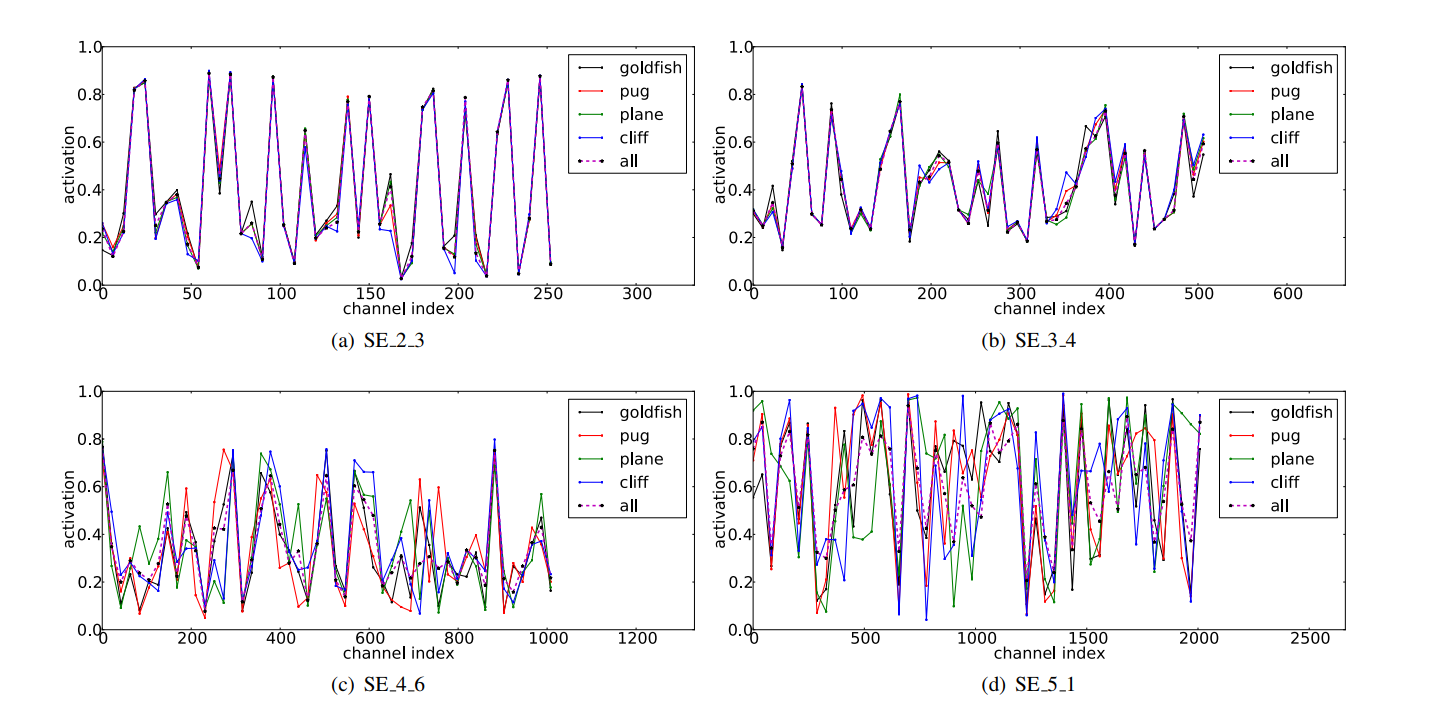 1.0
0.8
0.6
0.4
0.2
0.0
activation
0 50 100 150 200 250 300
channel index
goldfish
pug
plane
cliff
all
(a) SE_2_3
1.0
0.8
0.6
0.4
0.2
0.0
activation
0 100 200 300 400 500 600
channel index
goldfish
pug
plane
cliff
all
(b) SE_3_4
1.0
0.8
0.6
0.4
0.2
0.0
activation
0 200 400 600 800 1000 1200
channel index
goldfish
pug
plane
cliff
all
(c) SE_4_6
1.0
0.8
0.6
0.4
0.2
0.0
activation
0 500 1000 1500 2000 2500
channel index
goldfish
pug
plane
cliff
all
(d) SE_5_1